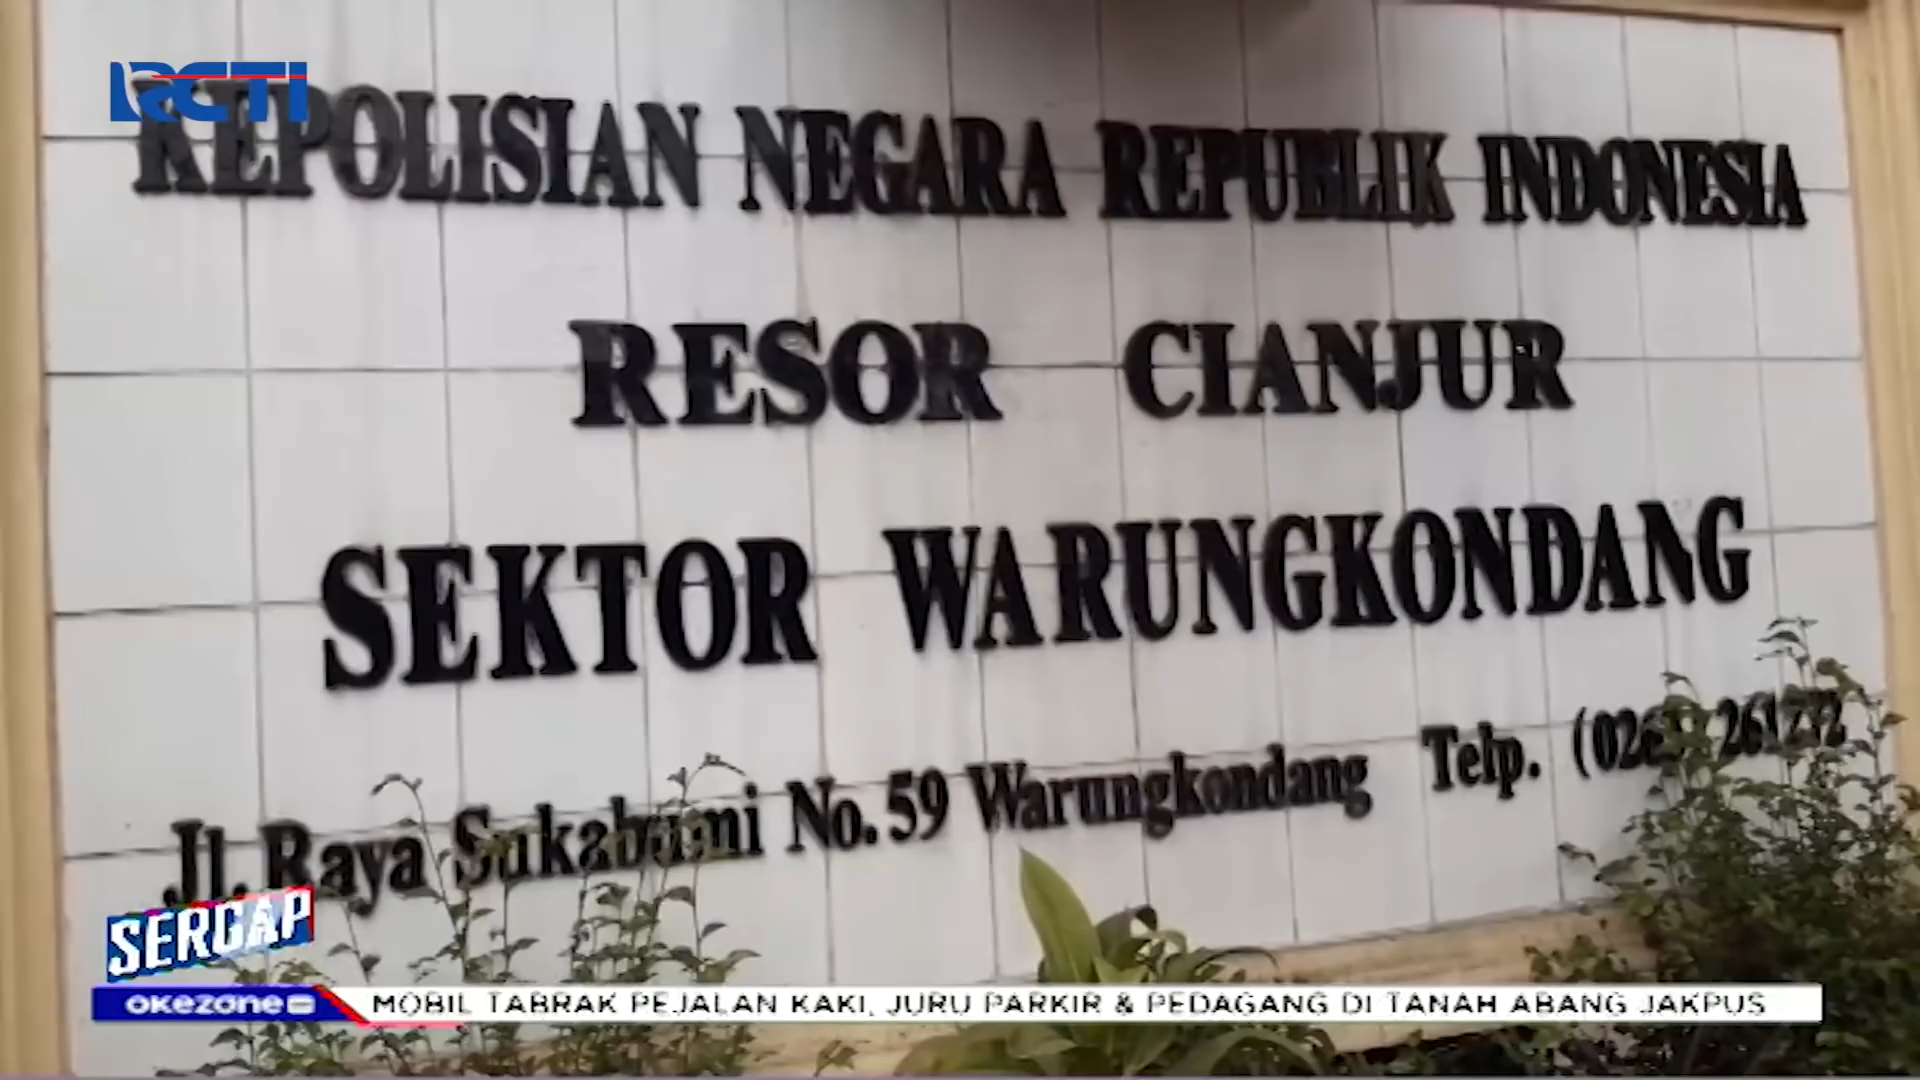 RCTI
KEPOLISIAN NEGARA REPUBLIK INDONESIA
RESOR CIANJUR
SEKTOR WARUNGKONDANG
Jl. Raya Sukabumi No. 59 Warungkondang Telp.
SERGAP
okezone
MOBIL TABRAK PEJALAN KAKI, JURU PARKIR & PEDAGANG DI TANAH ABANG JAKPUS